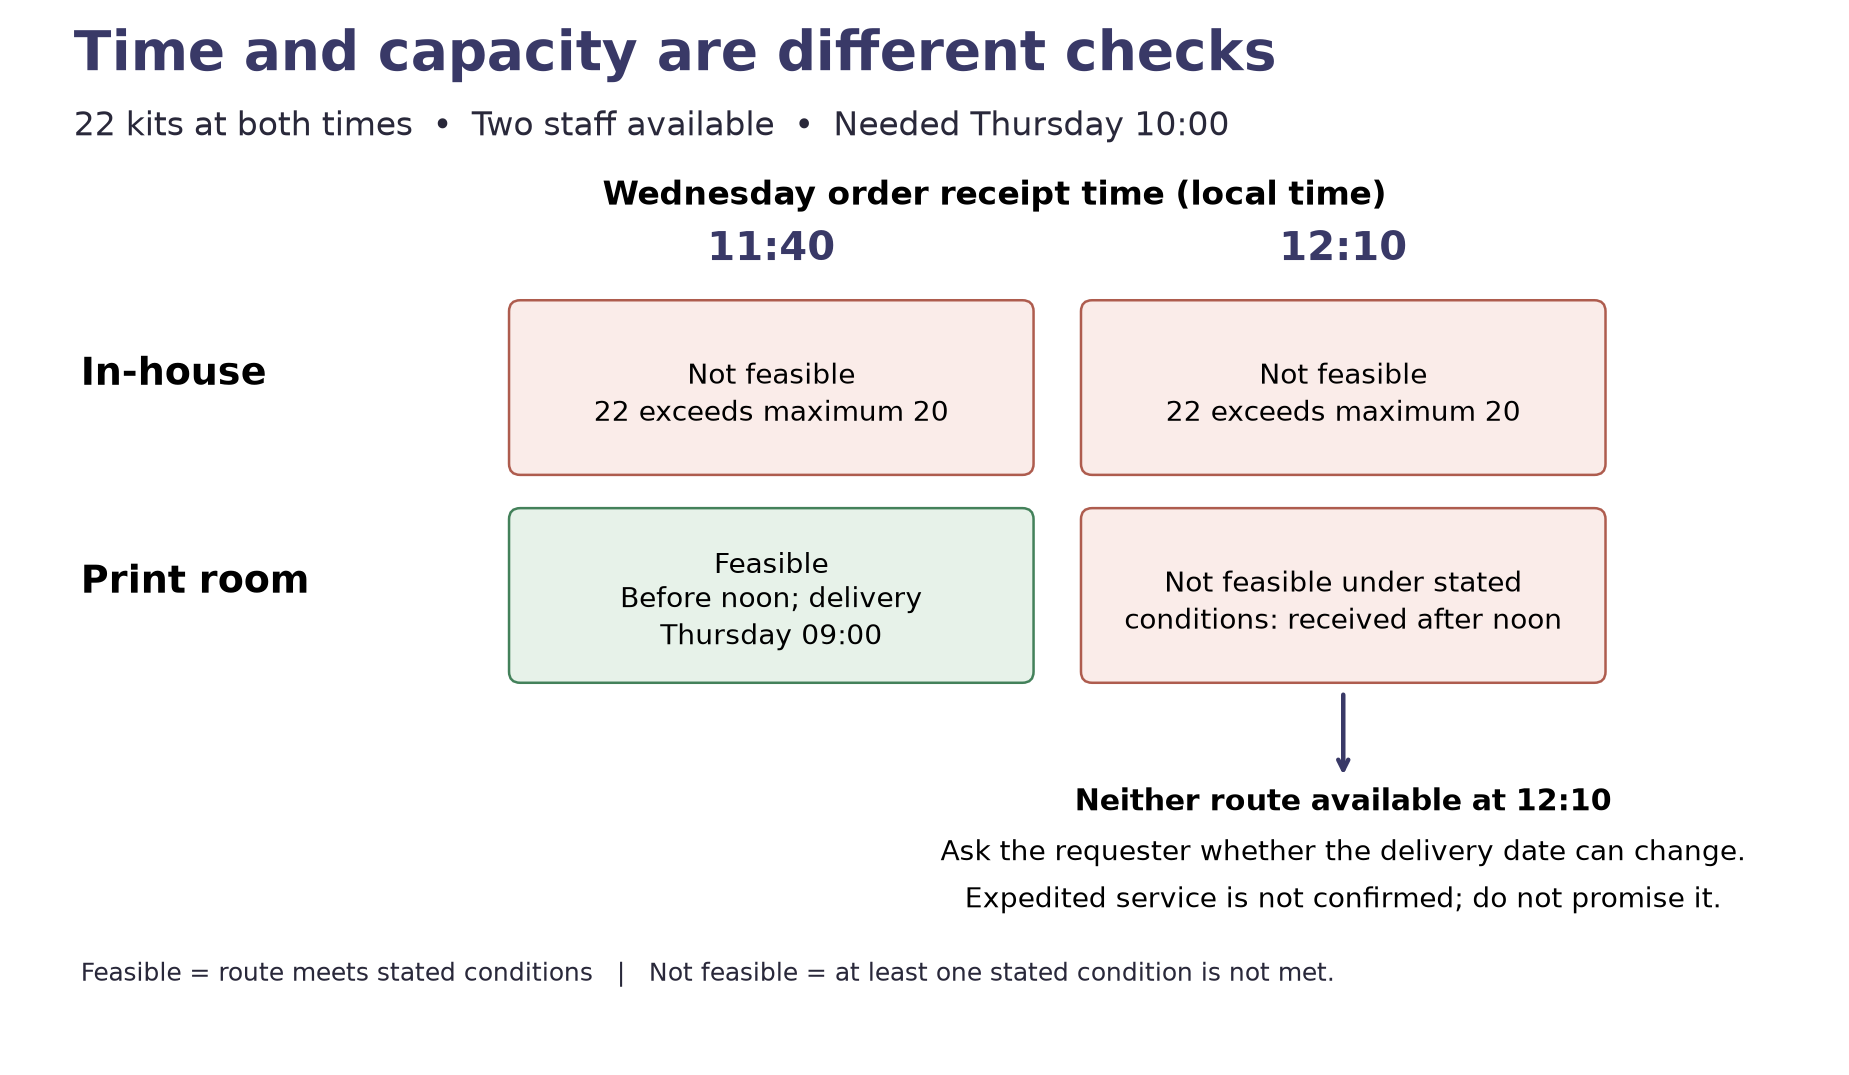 Time and capacity are different checks
22 kits at both times • Two staff available • Needed Thursday 10:00
Wednesday order receipt time (local time)
11:40 12:10
In-house
Not feasible
22 exceeds maximum 20
Not feasible
22 exceeds maximum 20
Print room
Feasible
Before noon; delivery
Thursday 09:00
Not feasible under stated
conditions: received after noon
Neither route available at 12:10
Ask the requester whether the delivery date can change.
Expedited service is not confirmed; do not promise it.
Feasible = route meets stated conditions | Not feasible = at least one stated condition is not met.